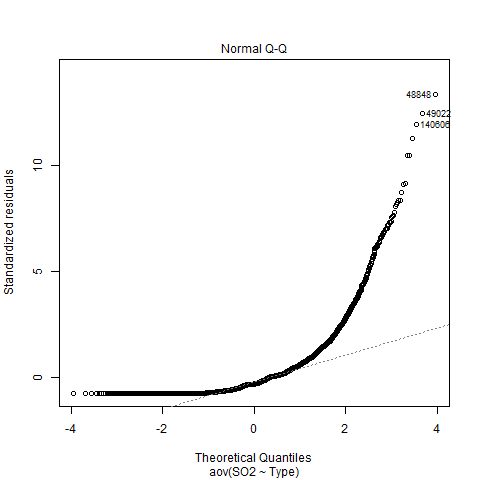 Normal Q-Q
48848
49022
140606
Standardized residuals
0
5
10
-4
-2
0
2
4
Theoretical Quantiles
aov(SO2 ~ Type)